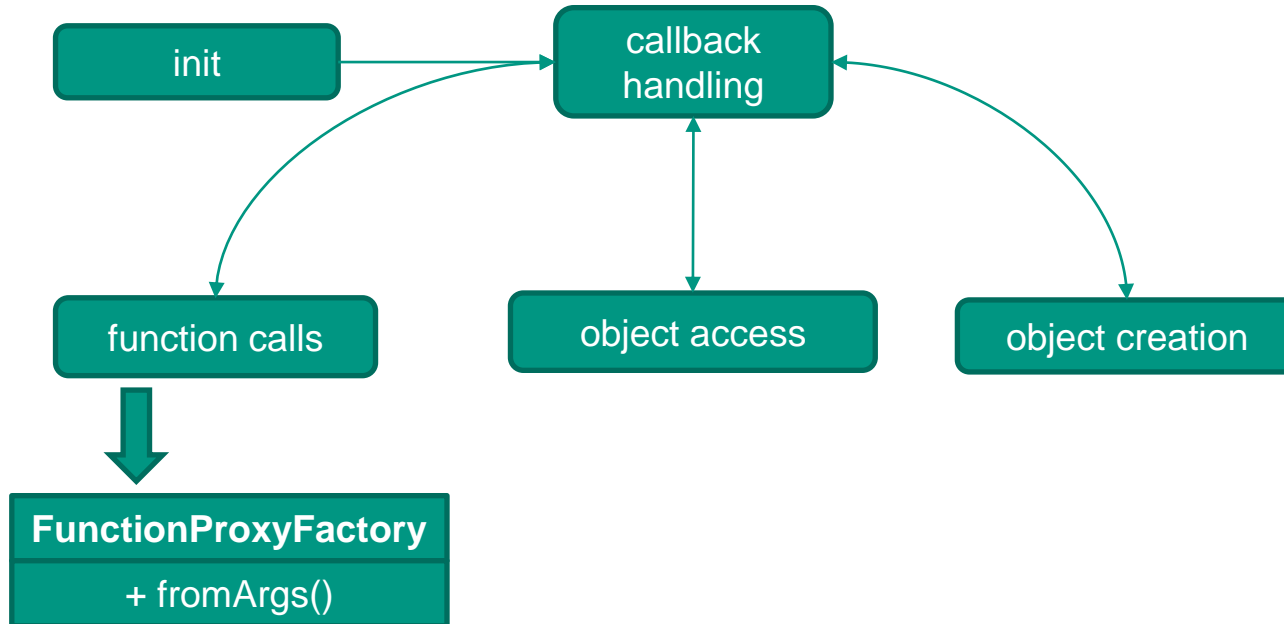 init
callback
handling
function calls
object access
object creation
FunctionProxyFactory
+ fromArgs()